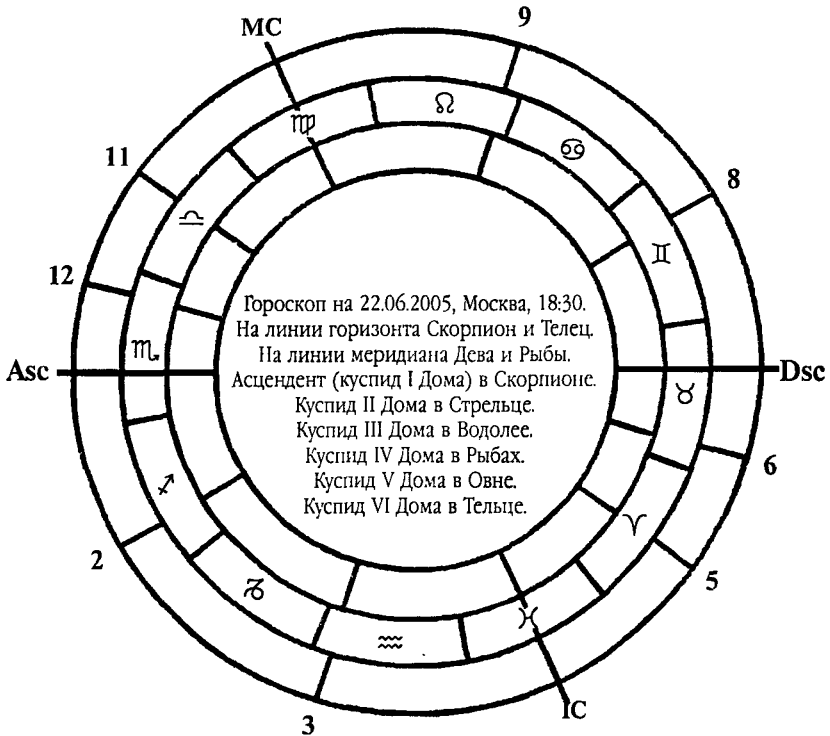 MC
9
♍
♌
♋
11
8
♎
♊
12
Гороскоп на 22.06.2005, Москва, 18:30.
На линии горизонта Скорпион и Телец.
♏
На линии меридиана Дева и Рыбы.
Asc
Dsc
Асцендент (куспид I Дома) в Скорпионе.
♉
Куспид II Дома в Стрельце.
Куспид III Дома в Водолее.
Куспид IV Дома в Рыбах.
6
Куспид V Дома в Овне.
♐
Куспид VI Дома в Тельце.
♈
2
5
♑
♓
♒
IC
3